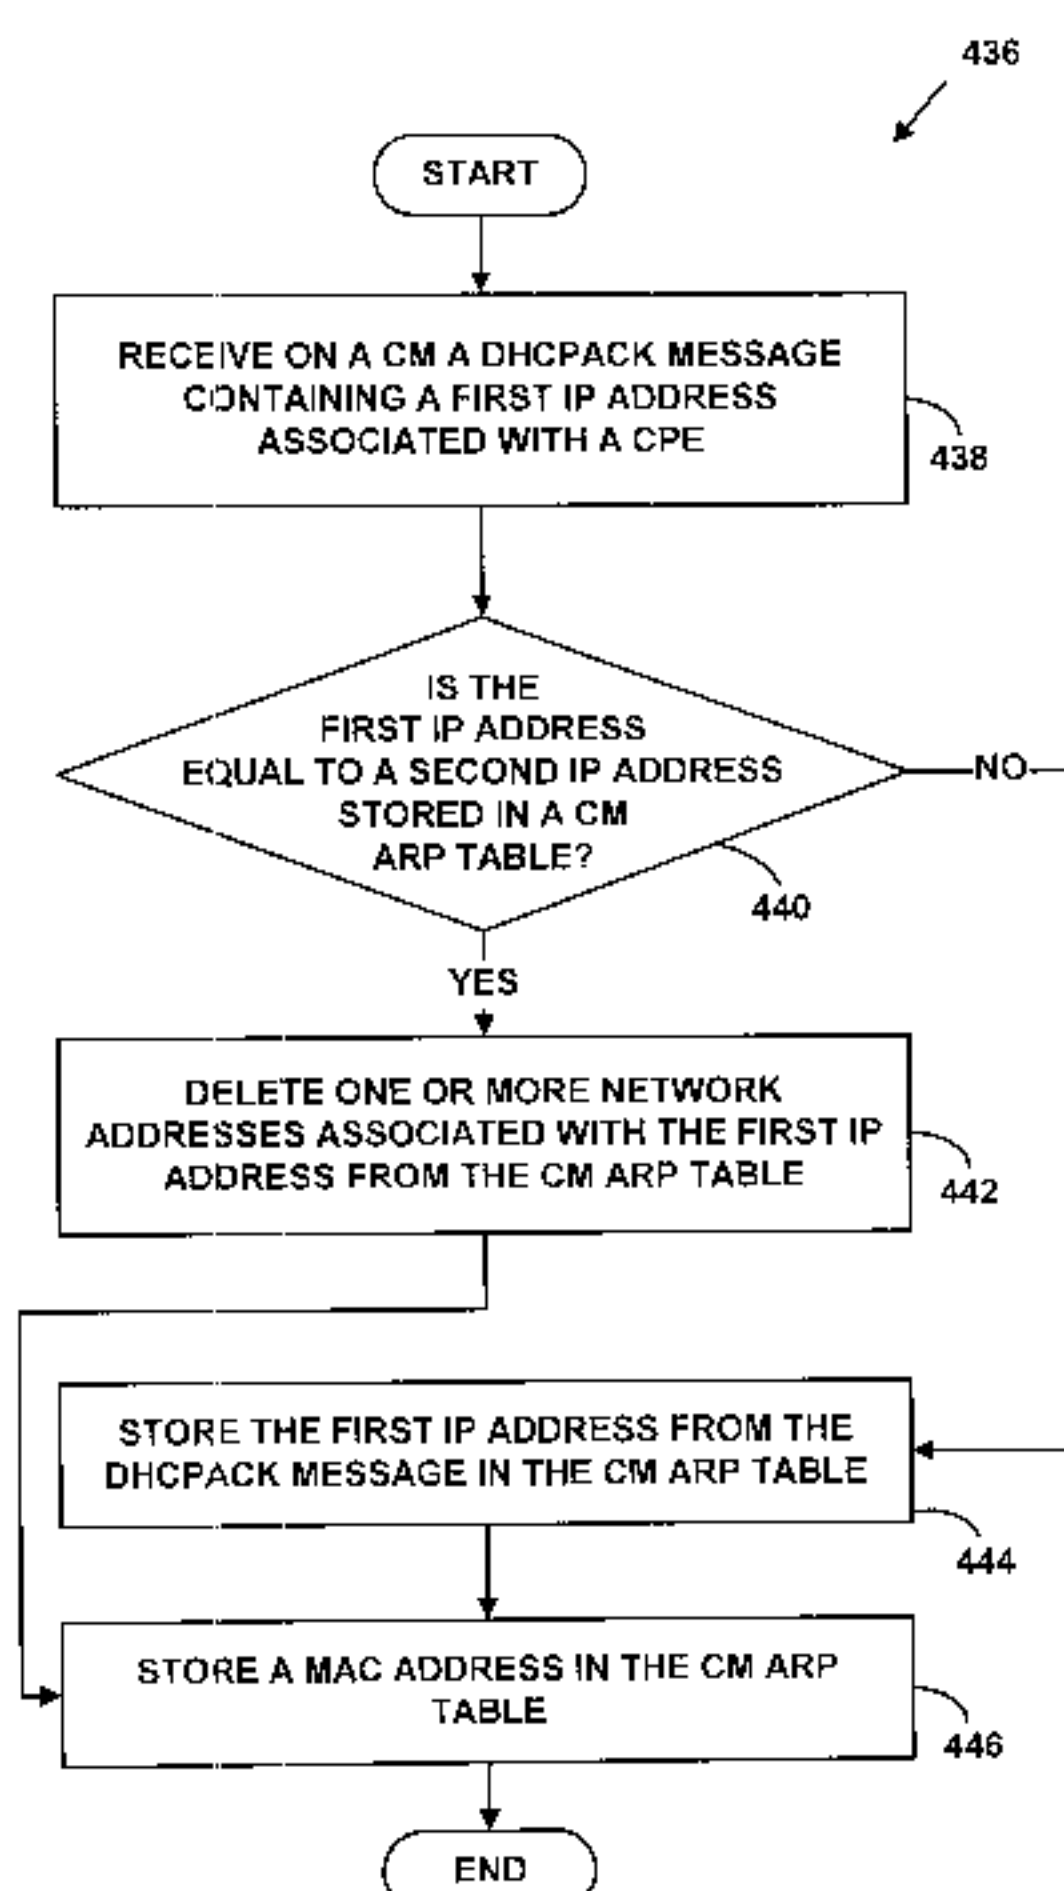 436
START
RECEIVE ON A CM A DHCPACK MESSAGE
CONTAINING A FIRST IP ADDRESS
ASSOCIATED WITH A CPE
438
IS THE
FIRST IP ADDRESS
EQUAL TO A SECOND IP ADDRESS
STORED IN A CM
ARP TABLE?
NO
440
YES
DELETE ONE OR MORE NETWORK
ADDRESSES ASSOCIATED WITH THE FIRST IP
ADDRESS FROM THE CM ARP TABLE
442
STORE THE FIRST IP ADDRESS FROM THE
DHCPACK MESSAGE IN THE CM ARP TABLE
444
STORE A MAC ADDRESS IN THE CM ARP
TABLE
446
END